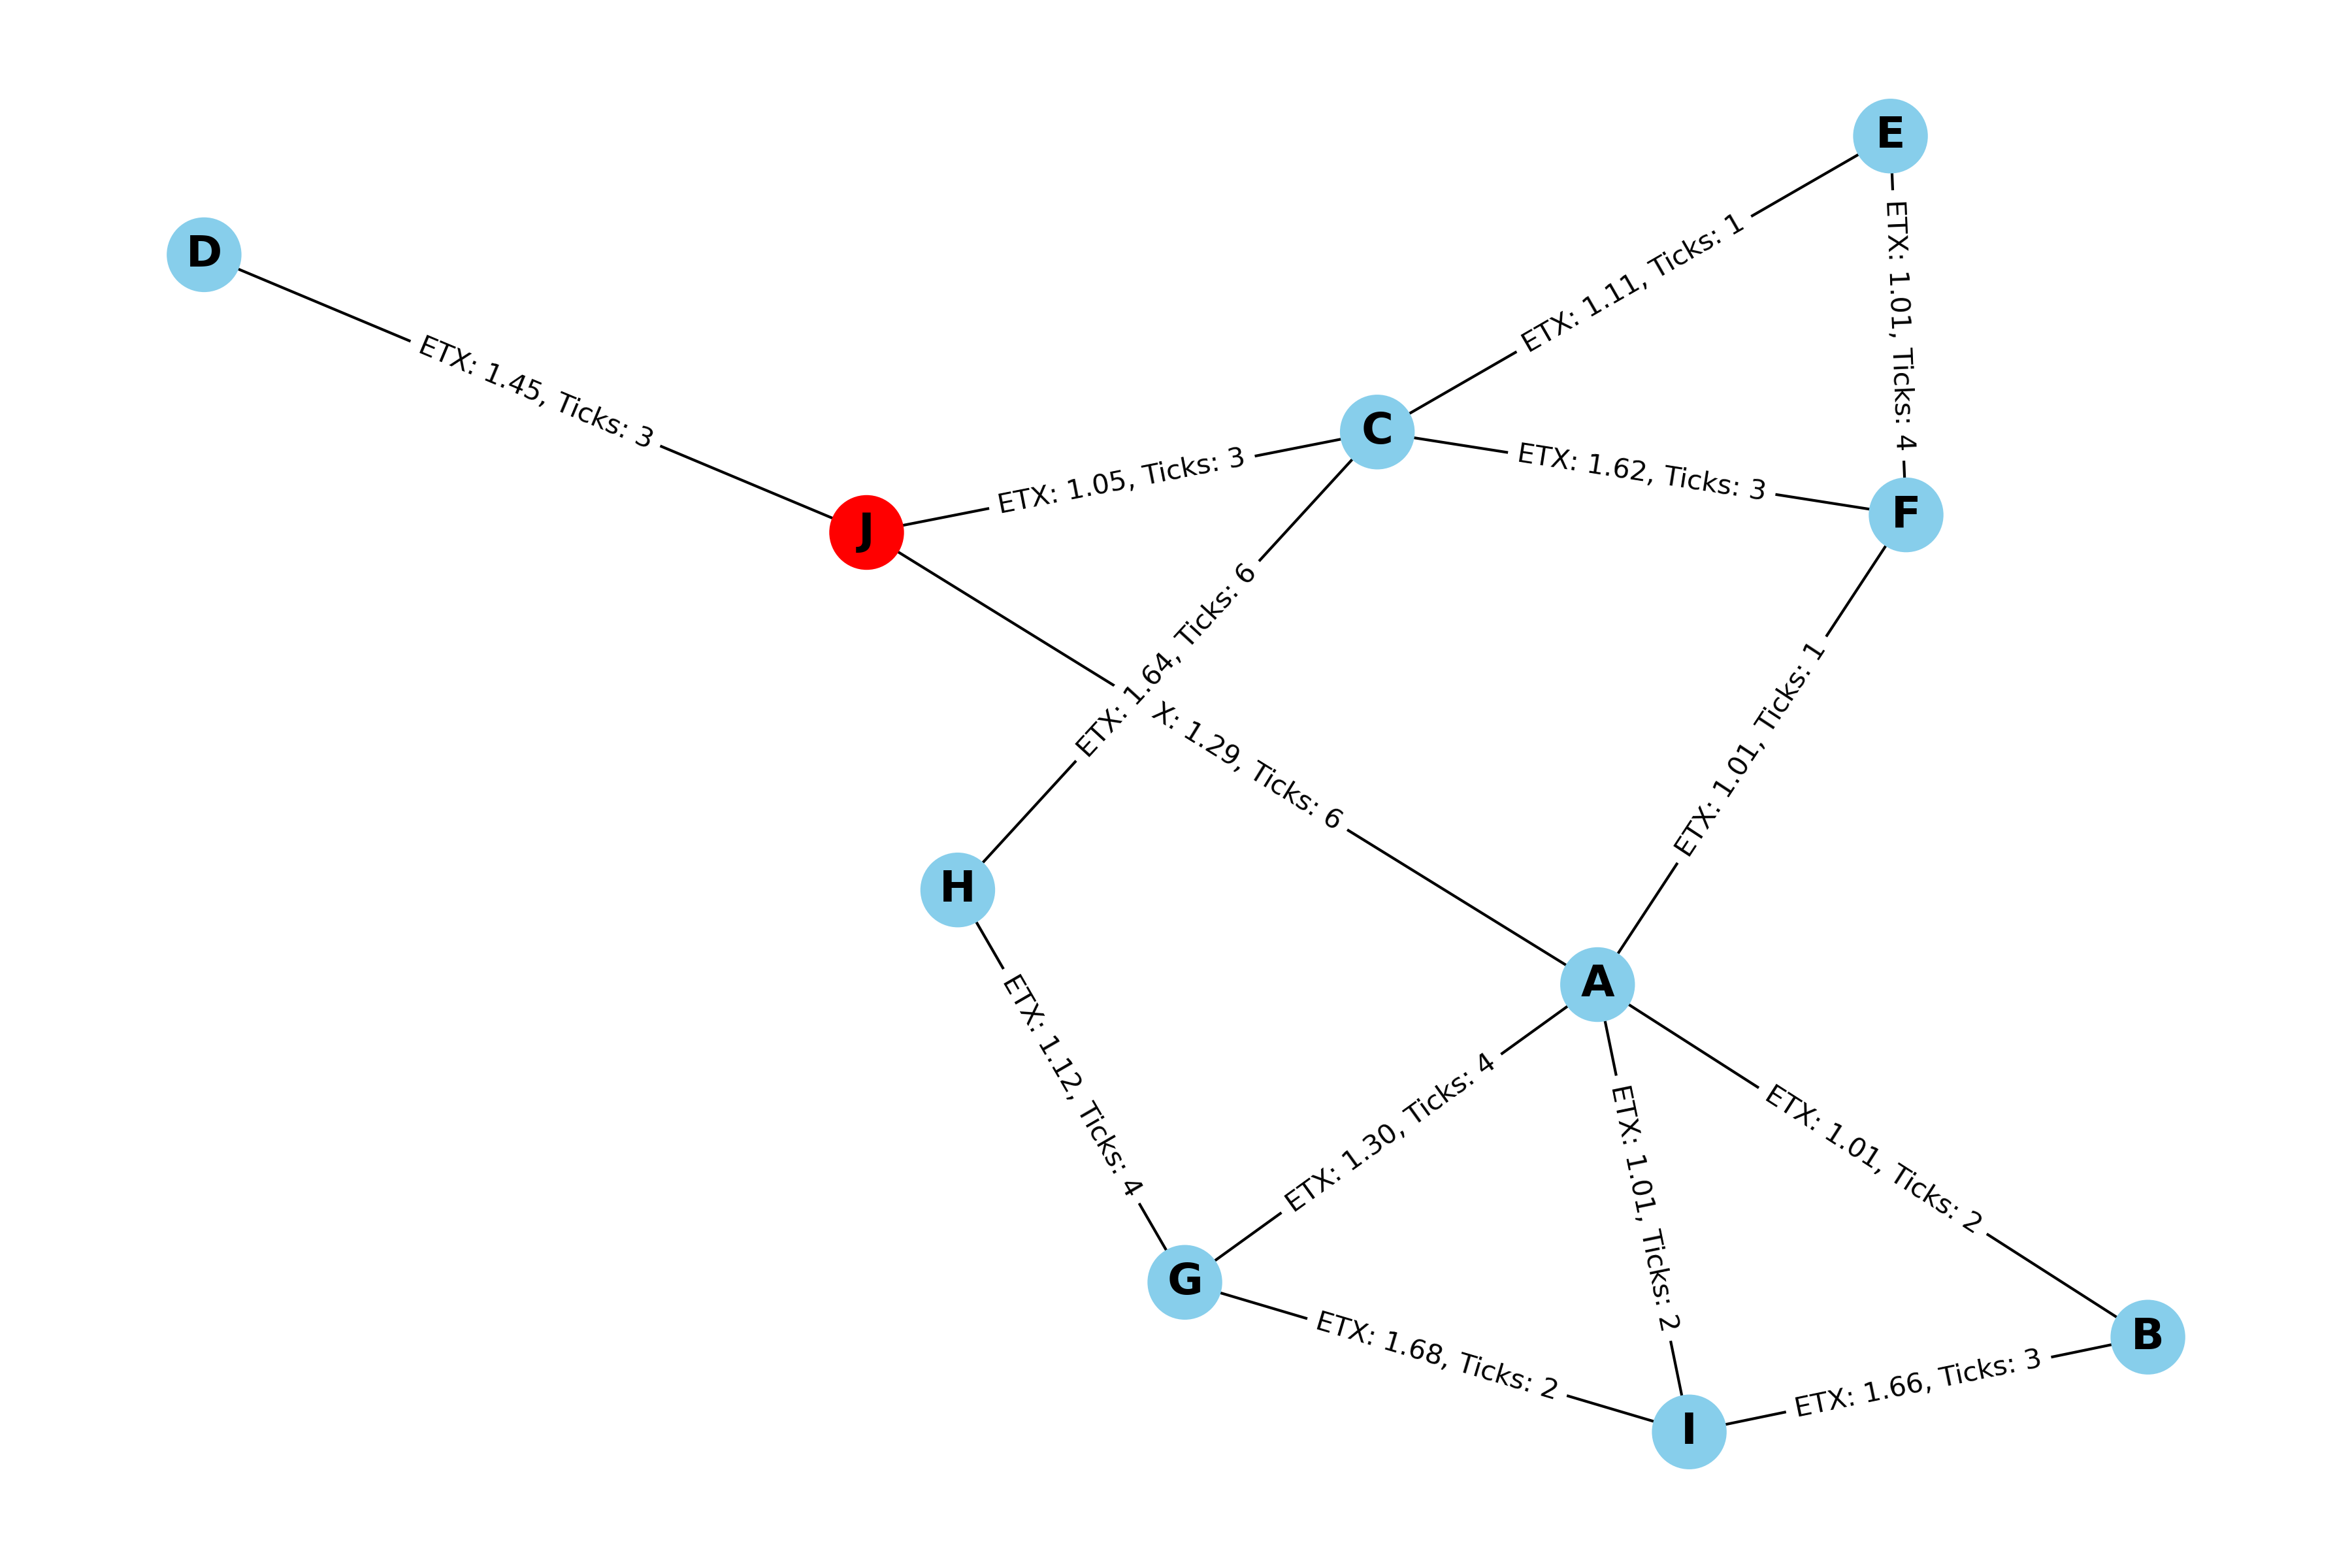 E
D
ETX: 1.11, Ticks: 1
ETX: 1.01, Ticks: 4
ETX: 1.45, Ticks: 3
C
ETX: 1.05, Ticks: 3
ETX: 1.62, Ticks: 3
F
J
ETX: 1.64, Ticks: 6
X: 1.29, Ticks: 6
ETX: 1.01, Ticks: 1
H
A
ETX: 1.12, Ticks: 4
ETX: 1.30, Ticks: 4
ETX: 1.01, Ticks: 2
ETX: 1.01, Ticks: 2
G
B
ETX: 1.68, Ticks: 2
ETX: 1.66, Ticks: 3
I